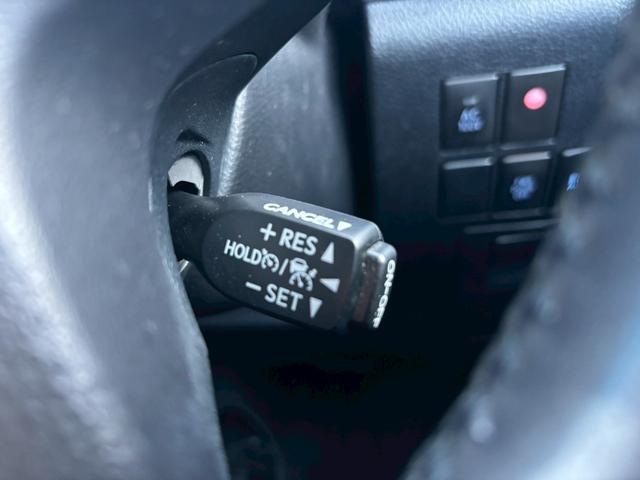 CANCEL
+ RES
HOLD /
- SET
ON-OFF